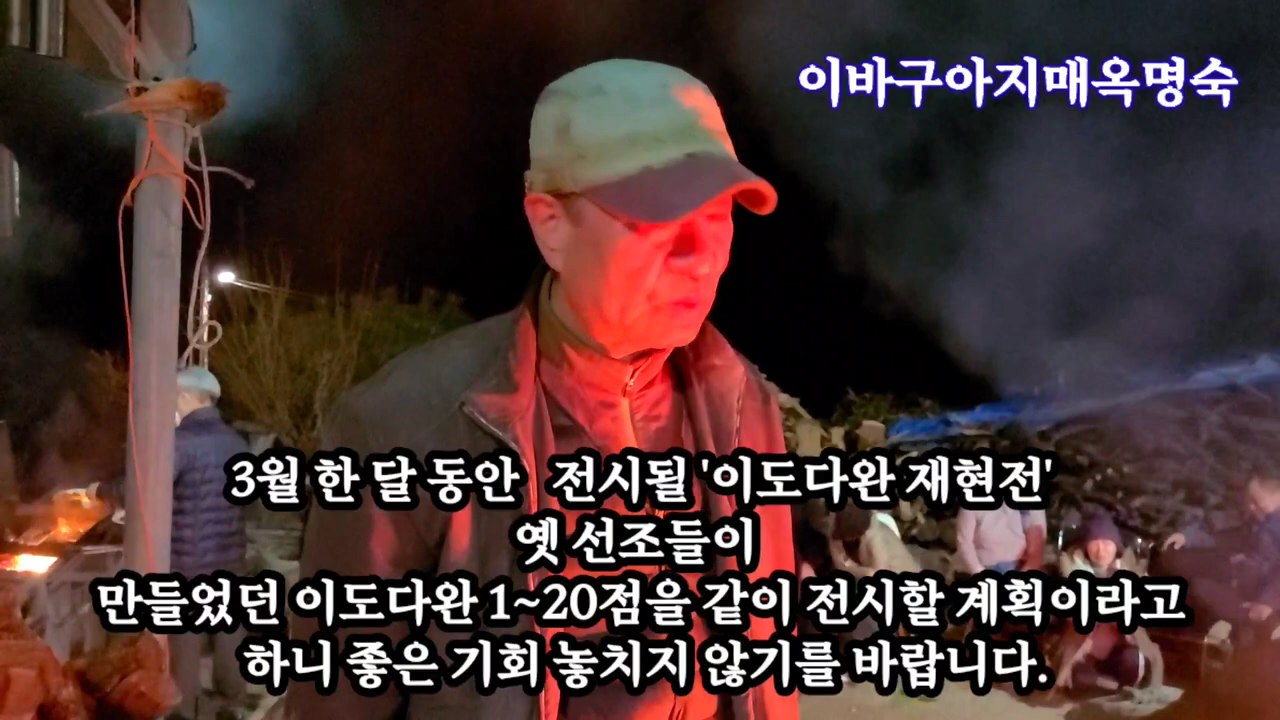 이바구아지매옥명숙
3월 한 달 동안 전시될 '이도다완 재현전'
옛 선조들이
만들었던 이도다완 1~20점을 같이 전시할 계획이라고
하니 좋은 기회 놓치지 않기를 바랍니다.